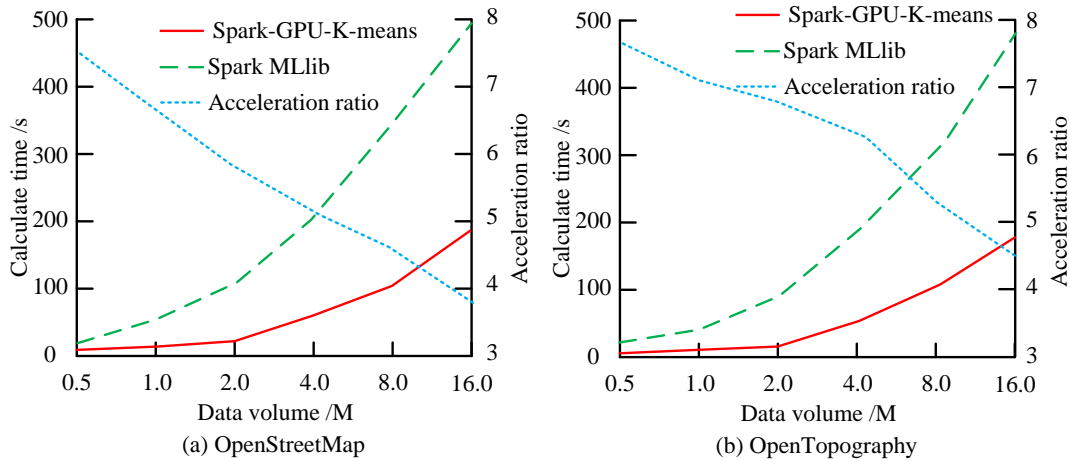 500
400
300
200
100
0
Calculate time /s
Spark-GPU-K-means
Spark MLlib
Acceleration ratio
8
7
6
5
4
3
Acceleration ratio
0.5 1.0 2.0 4.0 8.0 16.0
Data volume /M
(a) OpenStreetMap
500
400
300
200
100
0
Calculate time /s
Spark-GPU-K-means
Spark MLlib
Acceleration ratio
8
7
6
5
4
3
Acceleration ratio
0.5 1.0 2.0 4.0 8.0 16.0
Data volume /M
(b) OpenTopography